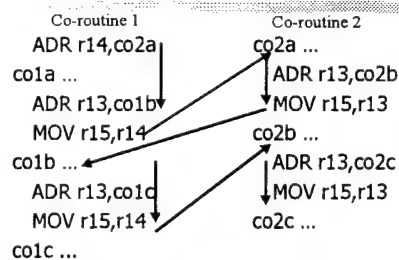 Co-routine 1
ADR r14,co2a
co1a ...
ADR r13,co1b
MOV r15,r14
co1b ...
ADR r13,co1c
MOV r15,r14
co1c ...
Co-routine 2
co2a ...
ADR r13,co2b
MOV r15,r13
co2b ...
ADR r13,co2c
MOV r15,r13
co2c ...